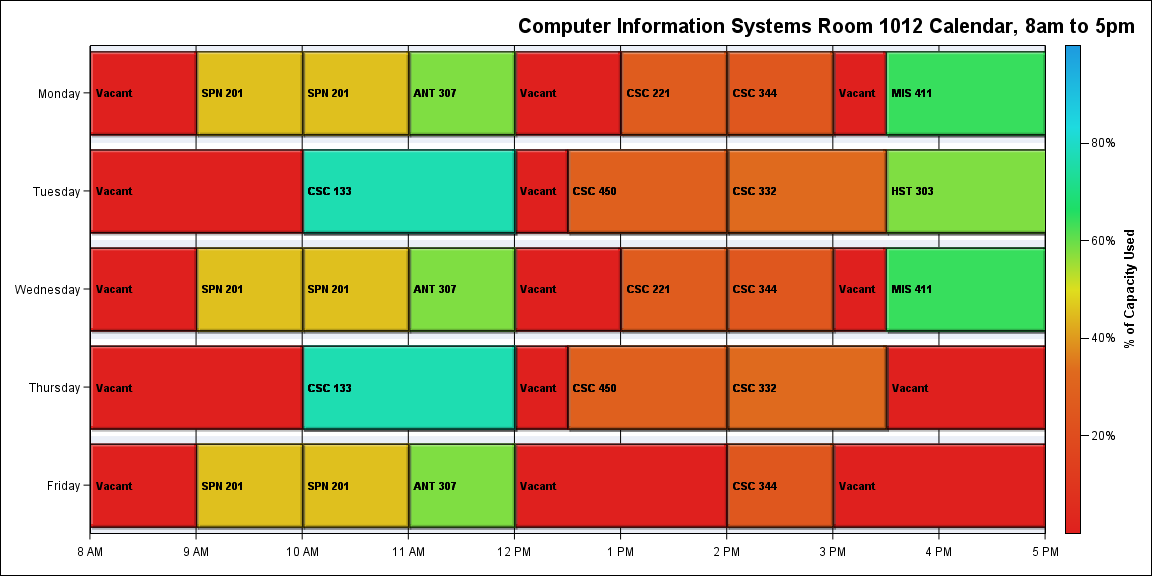 Computer Information Systems Room 1012 Calendar, 8am to 5pm
Monday
Vacant
SPN 201
SPN 201
ANT 307
Vacant
CSC 221
CSC 344
Vacant
MIS 411
Tuesday
Vacant
CSC 133
Vacant
CSC 450
CSC 332
HST 303
Wednesday
Vacant
SPN 201
SPN 201
ANT 307
Vacant
CSC 221
CSC 344
Vacant
MIS 411
Thursday
Vacant
CSC 133
Vacant
CSC 450
CSC 332
Vacant
Friday
Vacant
SPN 201
SPN 201
ANT 307
Vacant
CSC 344
Vacant
8 AM
9 AM
10 AM
11 AM
12 PM
1 PM
2 PM
3 PM
4 PM
5 PM
80%
60%
40%
20%
% of Capacity Used